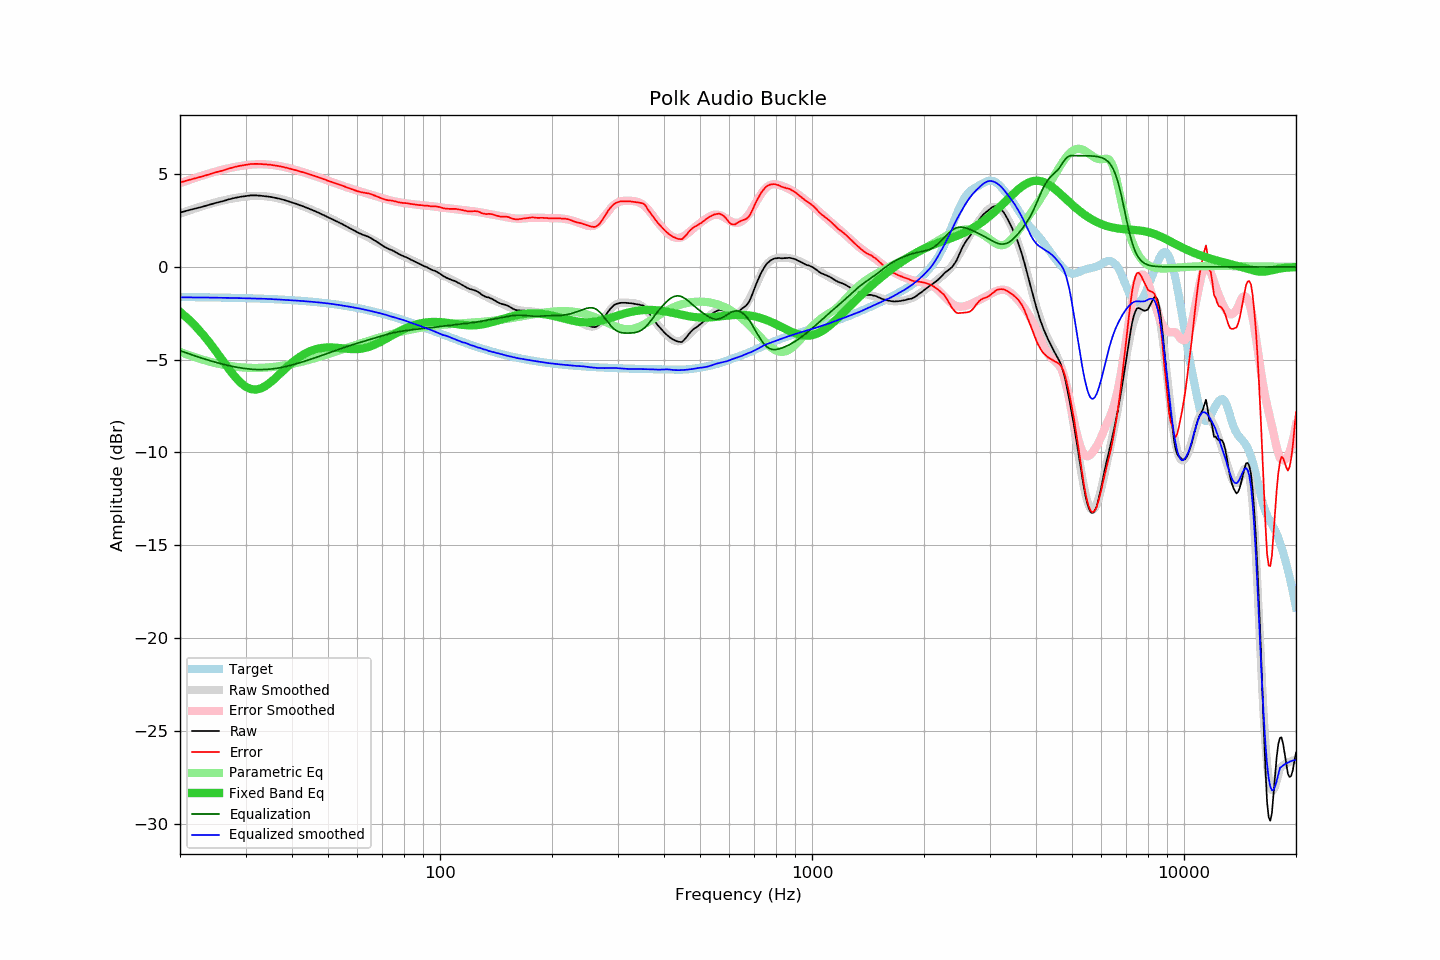 Polk Audio Buckle
5
0
−5
−10
−15
−20
−25
−30
Amplitude (dBr)
Target
Raw Smoothed
Error Smoothed
Raw
Error
Parametric Eq
Fixed Band Eq
Equalization
Equalized smoothed
100
1000
10000
Frequency (Hz)